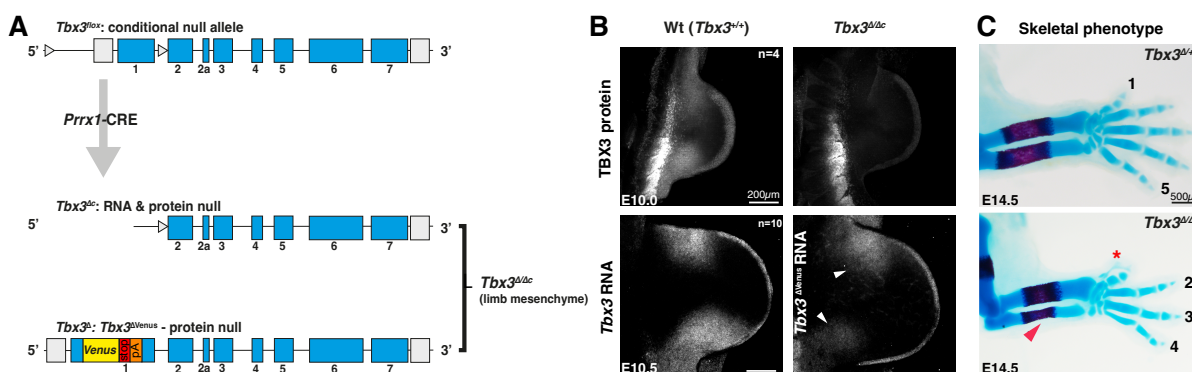 A
Tbx3flox: conditional null allele
5’ 3’
1 2 2a 3 4 5 6 7
Prrx1-CRE
Tbx3Δc: RNA & protein null
5’ 3’
2 2a 3 4 5 6 7
Tbx3Δ/Δc
(limb mesenchyme)
Tbx3Δ: Tbx3ΔVenus - protein null
Venus stop pA
5’ 3’
1 2 2a 3 4 5 6 7
B
Wt (Tbx3+/+) Tbx3Δ/Δc
TBX3 protein
n=4
E10.0
200µm
Tbx3 RNA
n=10
E10.5
Tbx3 ΔVenus RNA
C
Skeletal phenotype
Tbx3Δ/+
1
5
500µ
E14.5
Tbx3Δ/Δ
*
2
3
4
E14.5